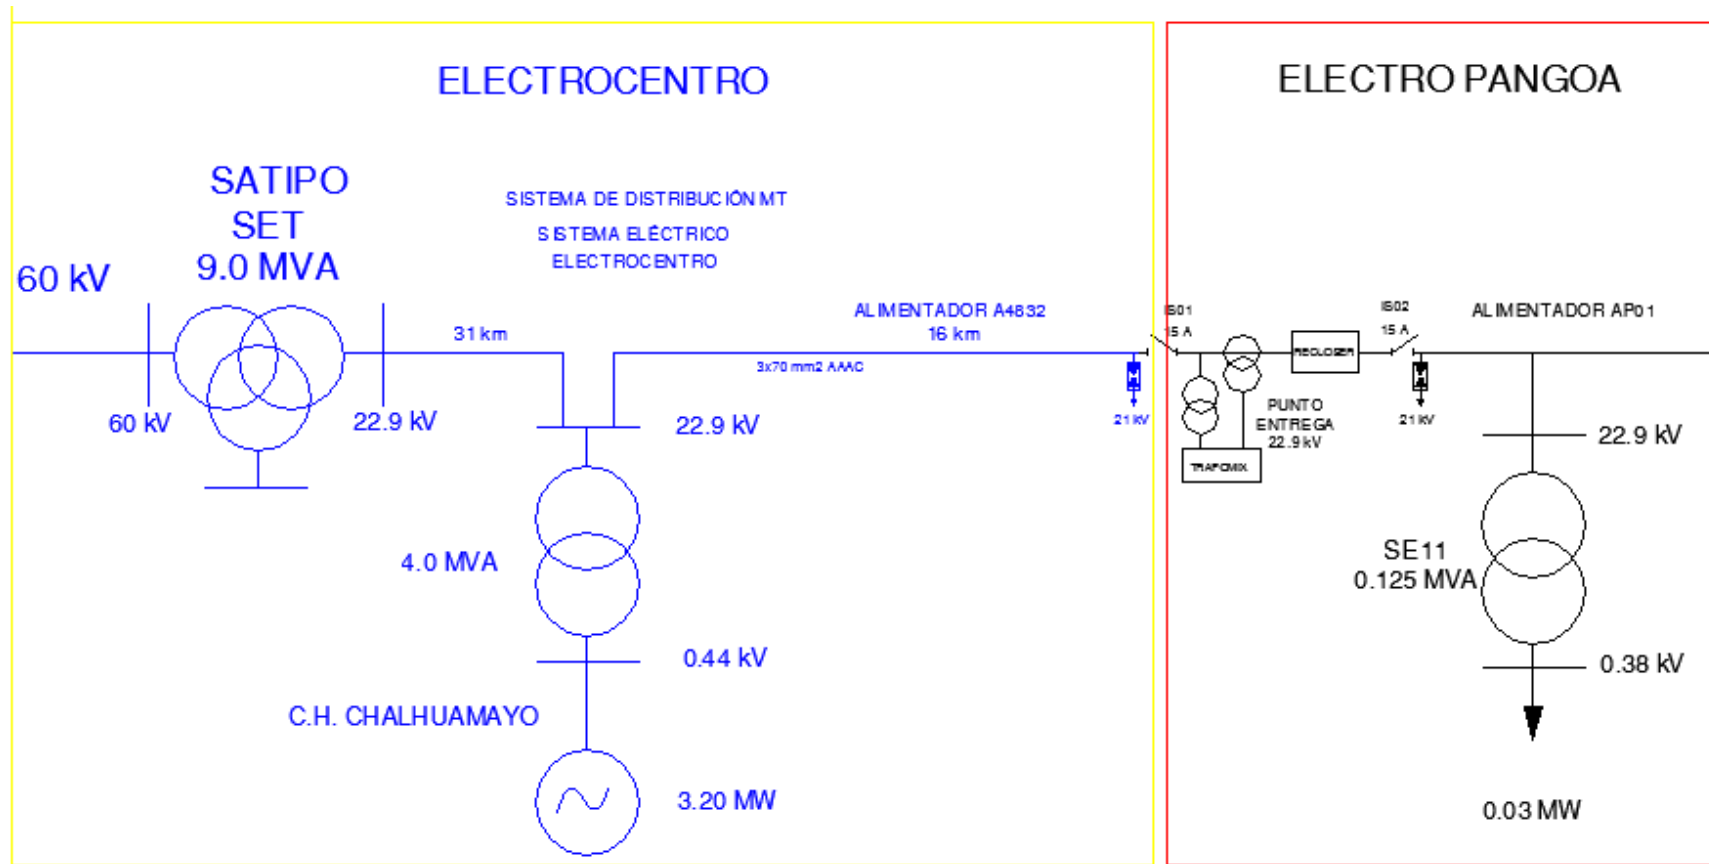 ELECTROCENTRO
ELECTRO PANGOA
SATIPO
SET
9.0 MVA
60 kV
SISTEMA DE DISTRIBUCIÓN MT
SISTEMA ELÉCTRICO
ELECTROCENTRO
31 km
ALIMENTADOR A4832
16 km
3x70 mm2 AAAC
IS01
15 A
IS02
15 A
ALIMENTADOR AP01
RECLOSER
60 kV
22.9 kV
22.9 kV
21 kV
PUNTO
ENTREGA
22.9 kV
TRAFOMIX
21 kV
22.9 kV
4.0 MVA
SE11
0.125 MVA
0.44 kV
0.38 kV
C.H. CHALHUAMAYO
3.20 MW
0.03 MW